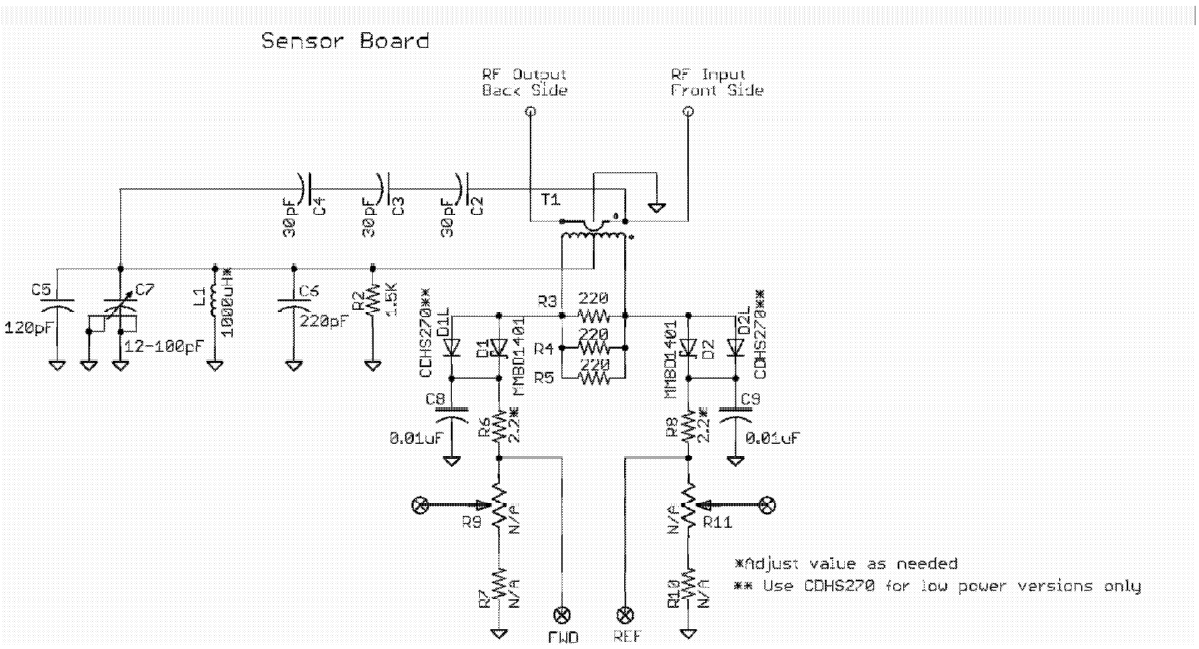 Sensor Board
RF Output
Back Side
RF Input
Front Side
T1
30pF
C4
30pF
C3
30pF
C2
C5
120pF
C7
12-100pF
L1
1000uH*
C6
220pF
R2
1.5K
R3
220
R4
220
R5
220
CDHS270**
D1L
D1
MMBD1401
MMBD1401
D2
D2L
CDHS270**
C8
0.01uF
R6
2.2*
R8
2.2*
C9
0.01uF
R9
N/A
N/A
R11
R7
N/A
R10
N/A
FWD
REF
*Adjust value as needed
** Use CDHS270 for low power versions only